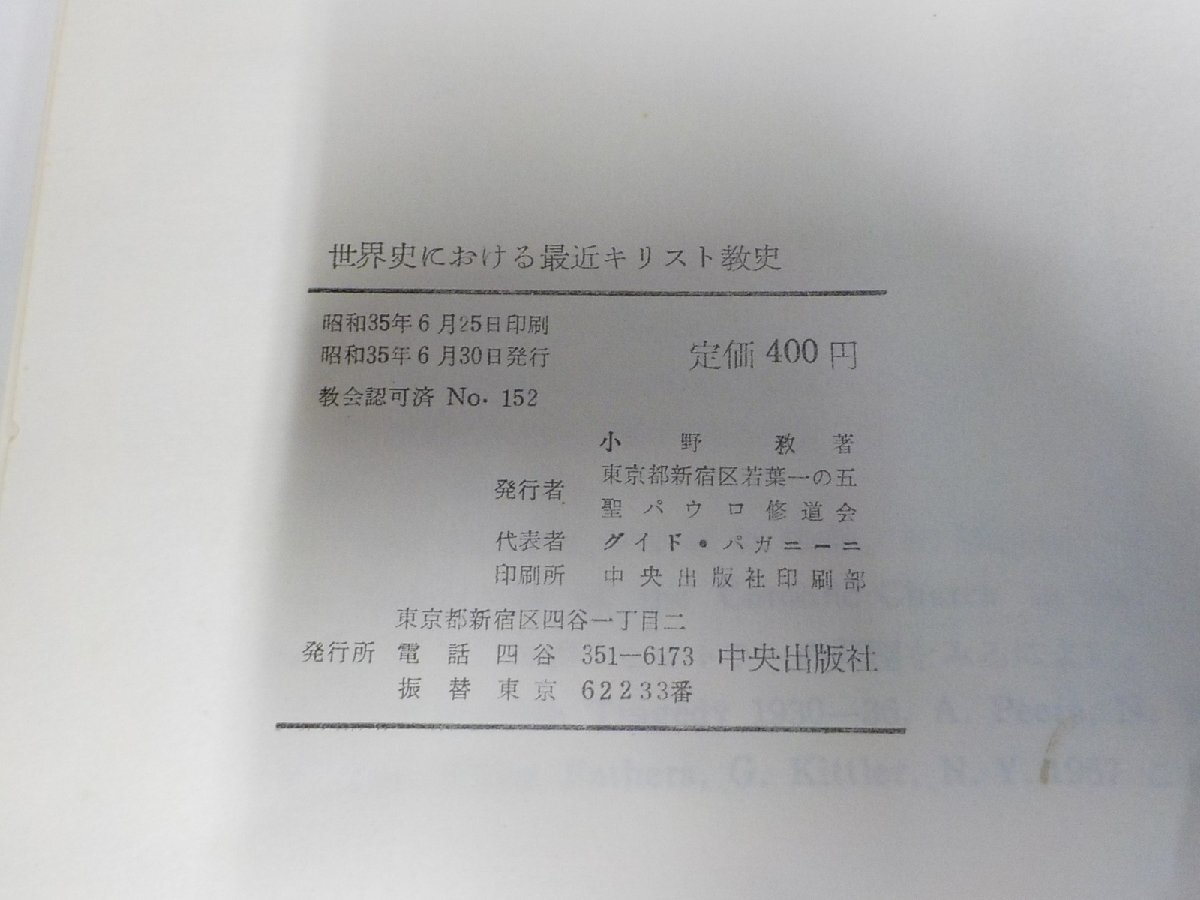 世界史における最近キリスト教史
昭和35年6月25日印刷
昭和35年6月30日発行
定価 400 円
教会認可済 No. 152
小野 著
発行者 東京都新宿区若葉一の五
聖パウロ修道会
代表者 グイド・パガニーニ
印刷所 中央出版社印刷部
東京都新宿区四谷一丁目二
発行所 電話 四谷 351—6173 中央出版社
振替 東京 62233番